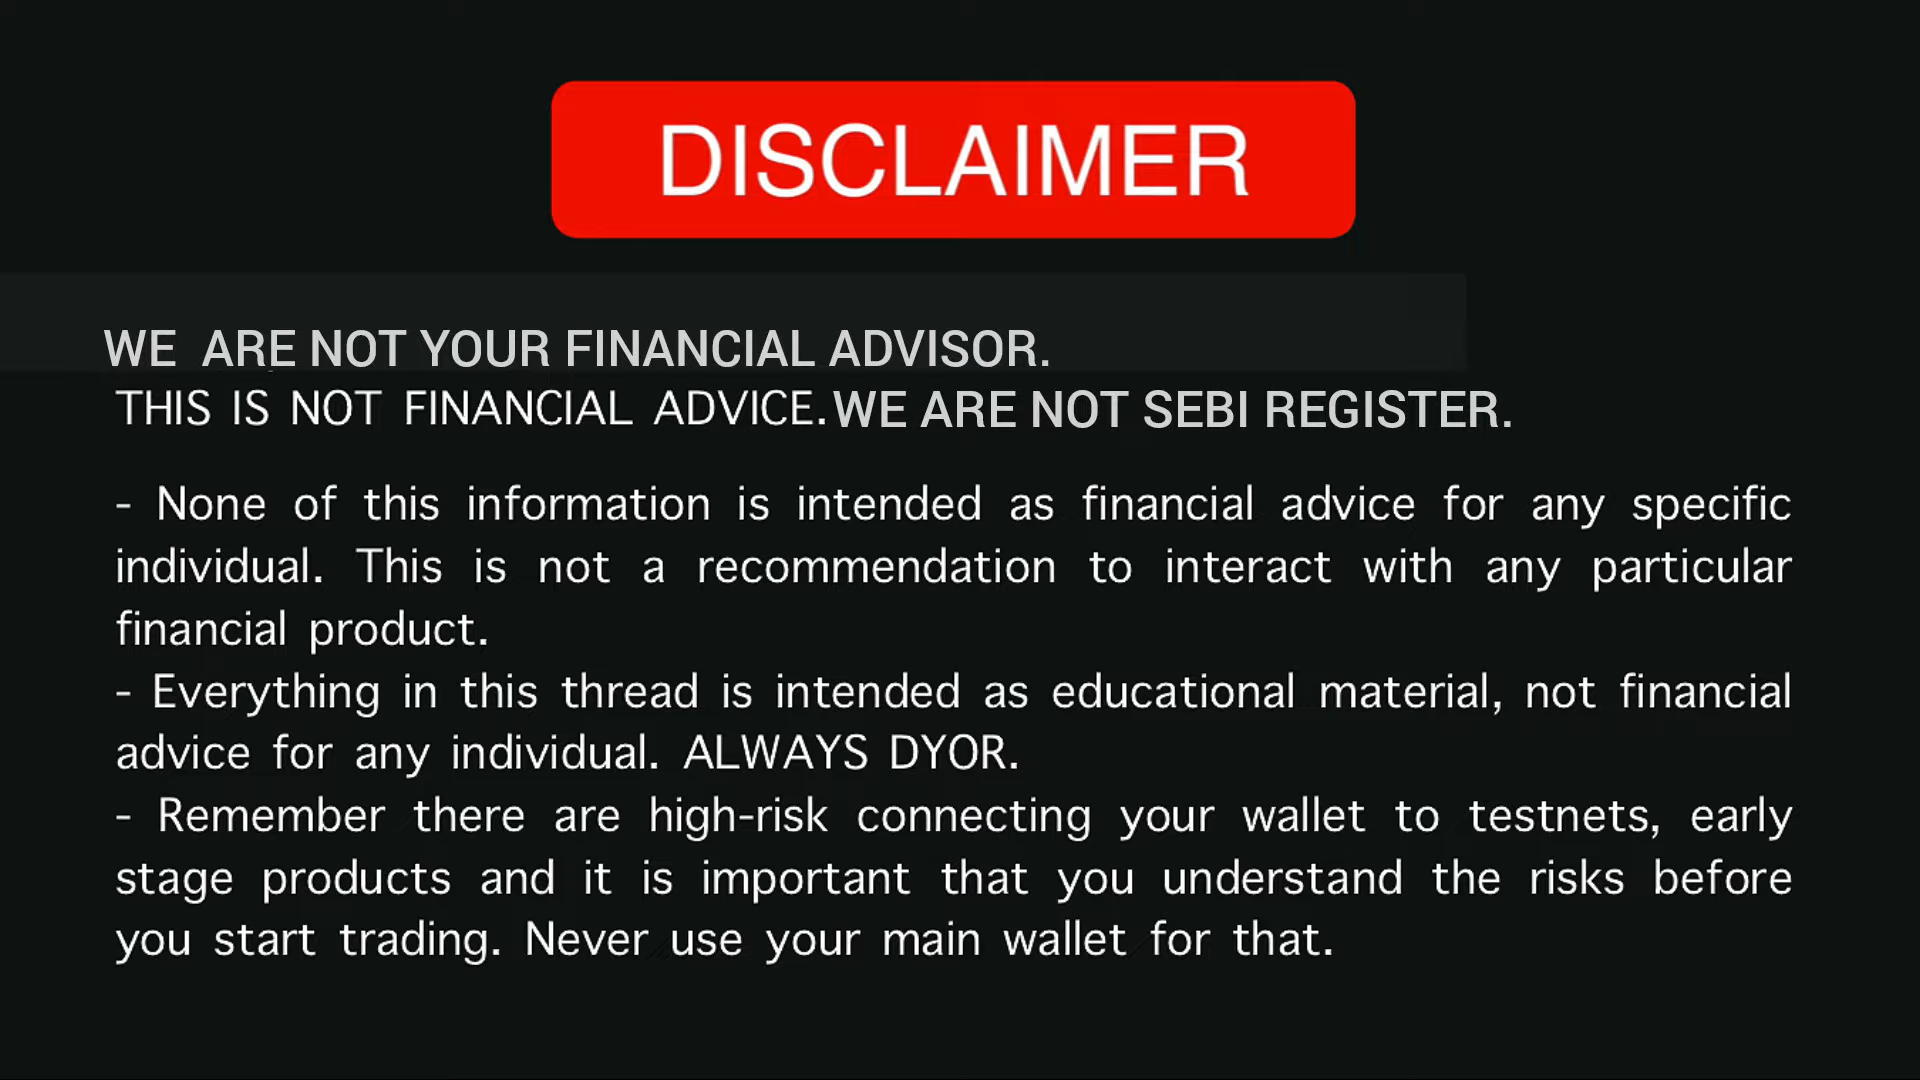 DISCLAIMER
WE ARE NOT YOUR FINANCIAL ADVISOR.
THIS IS NOT FINANCIAL ADVICE.WE ARE NOT SEBI REGISTER.
- None of this information is intended as financial advice for any specific
individual. This is not a recommendation to interact with any particular
financial product.
- Everything in this thread is intended as educational material, not financial
advice for any individual. ALWAYS DYOR.
- Remember there are high-risk connecting your wallet to testnets, early
stage products and it is important that you understand the risks before
you start trading. Never use your main wallet for that.